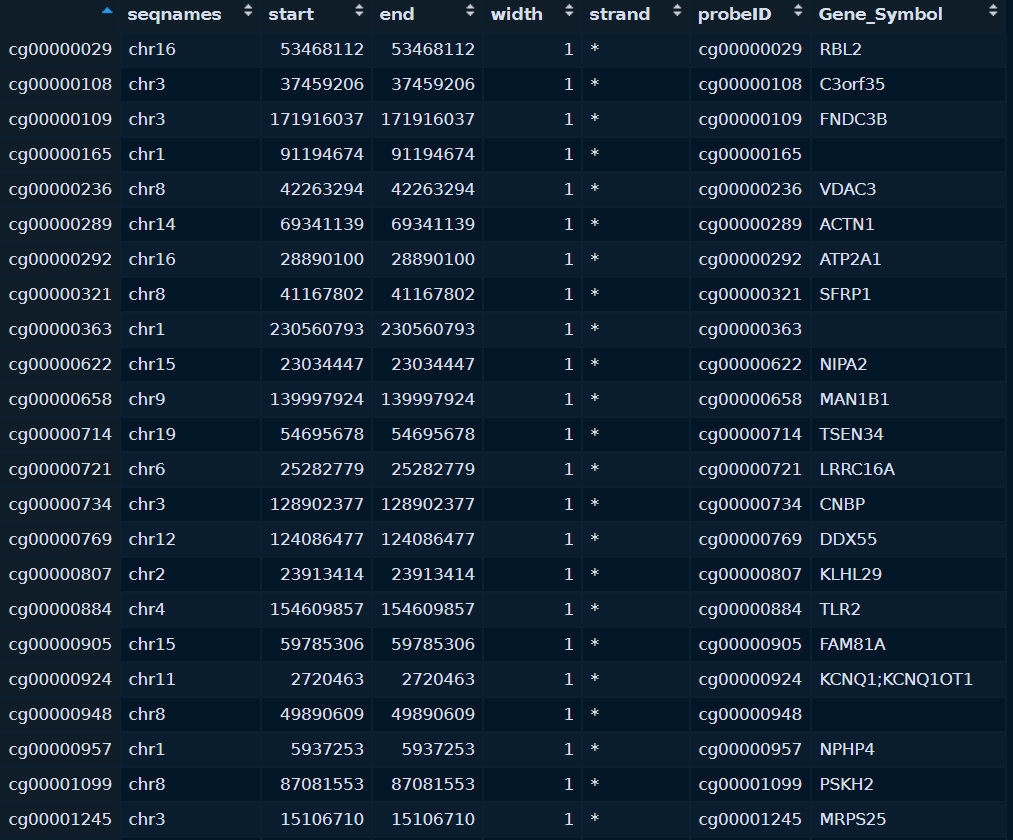 seqnames start end width strand probeID Gene_Symbol
cg00000029 chr16 53468112 53468112 1 * cg00000029 RBL2
cg00000108 chr3 37459206 37459206 1 * cg00000108 C3orf35
cg00000109 chr3 171916037 171916037 1 * cg00000109 FNDC3B
cg00000165 chr1 91194674 91194674 1 * cg00000165
cg00000236 chr8 42263294 42263294 1 * cg00000236 VDAC3
cg00000289 chr14 69341139 69341139 1 * cg00000289 ACTN1
cg00000292 chr16 28890100 28890100 1 * cg00000292 ATP2A1
cg00000321 chr8 41167802 41167802 1 * cg00000321 SFRP1
cg00000363 chr1 230560793 230560793 1 * cg00000363
cg00000622 chr15 23034447 23034447 1 * cg00000622 NIPA2
cg00000658 chr9 139997924 139997924 1 * cg00000658 MAN1B1
cg00000714 chr19 54695678 54695678 1 * cg00000714 TSEN34
cg00000721 chr6 25282779 25282779 1 * cg00000721 LRRC16A
cg00000734 chr3 128902377 128902377 1 * cg00000734 CNBP
cg00000769 chr12 124086477 124086477 1 * cg00000769 DDX55
cg00000807 chr2 23913414 23913414 1 * cg00000807 KLHL29
cg00000884 chr4 154609857 154609857 1 * cg00000884 TLR2
cg00000905 chr15 59785306 59785306 1 * cg00000905 FAM81A
cg00000924 chr11 2720463 2720463 1 * cg00000924 KCNQ1;KCNQ1OT1
cg00000948 chr8 49890609 49890609 1 * cg00000948
cg00000957 chr1 5937253 5937253 1 * cg00000957 NPHP4
cg00001099 chr8 87081553 87081553 1 * cg00001099 PSKH2
cg00001245 chr3 15106710 15106710 1 * cg00001245 MRPS25